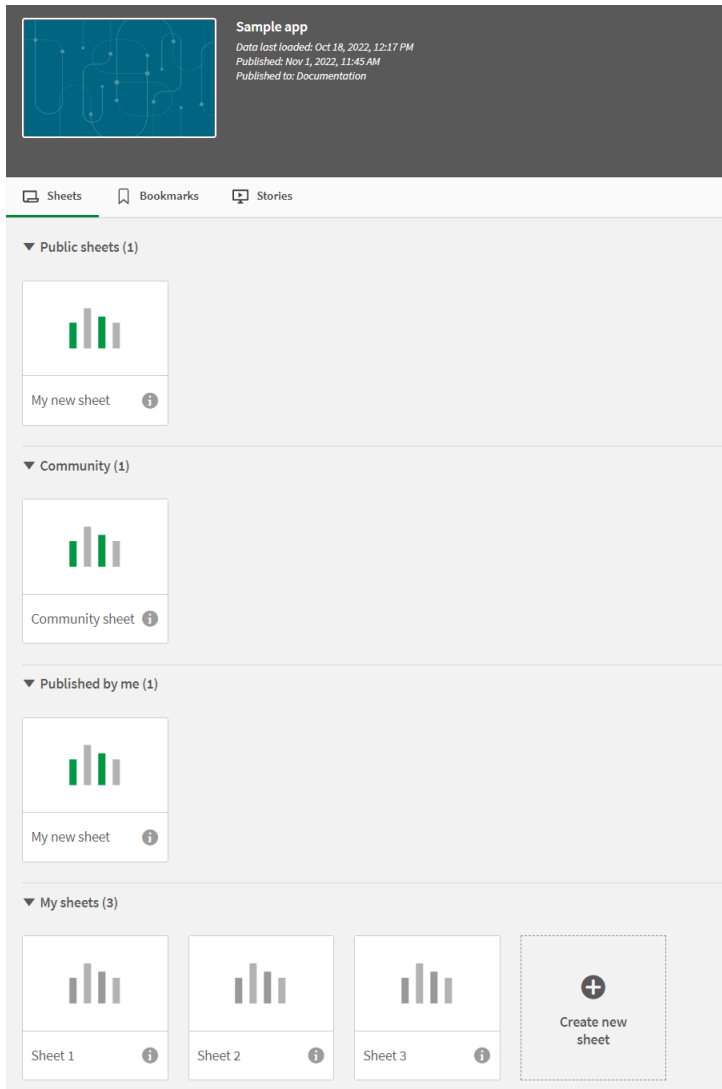 Sample app
Data last loaded: Oct 18, 2022, 12:17 PM
Published: Nov 1, 2022, 11:45 AM
Published to: Documentation
Sheets Bookmarks Stories
Public sheets (1)
My new sheet
Community (1)
Community sheet
Published by me (1)
My new sheet
My sheets (3)
Sheet 1 Sheet 2 Sheet 3 Create new
sheet